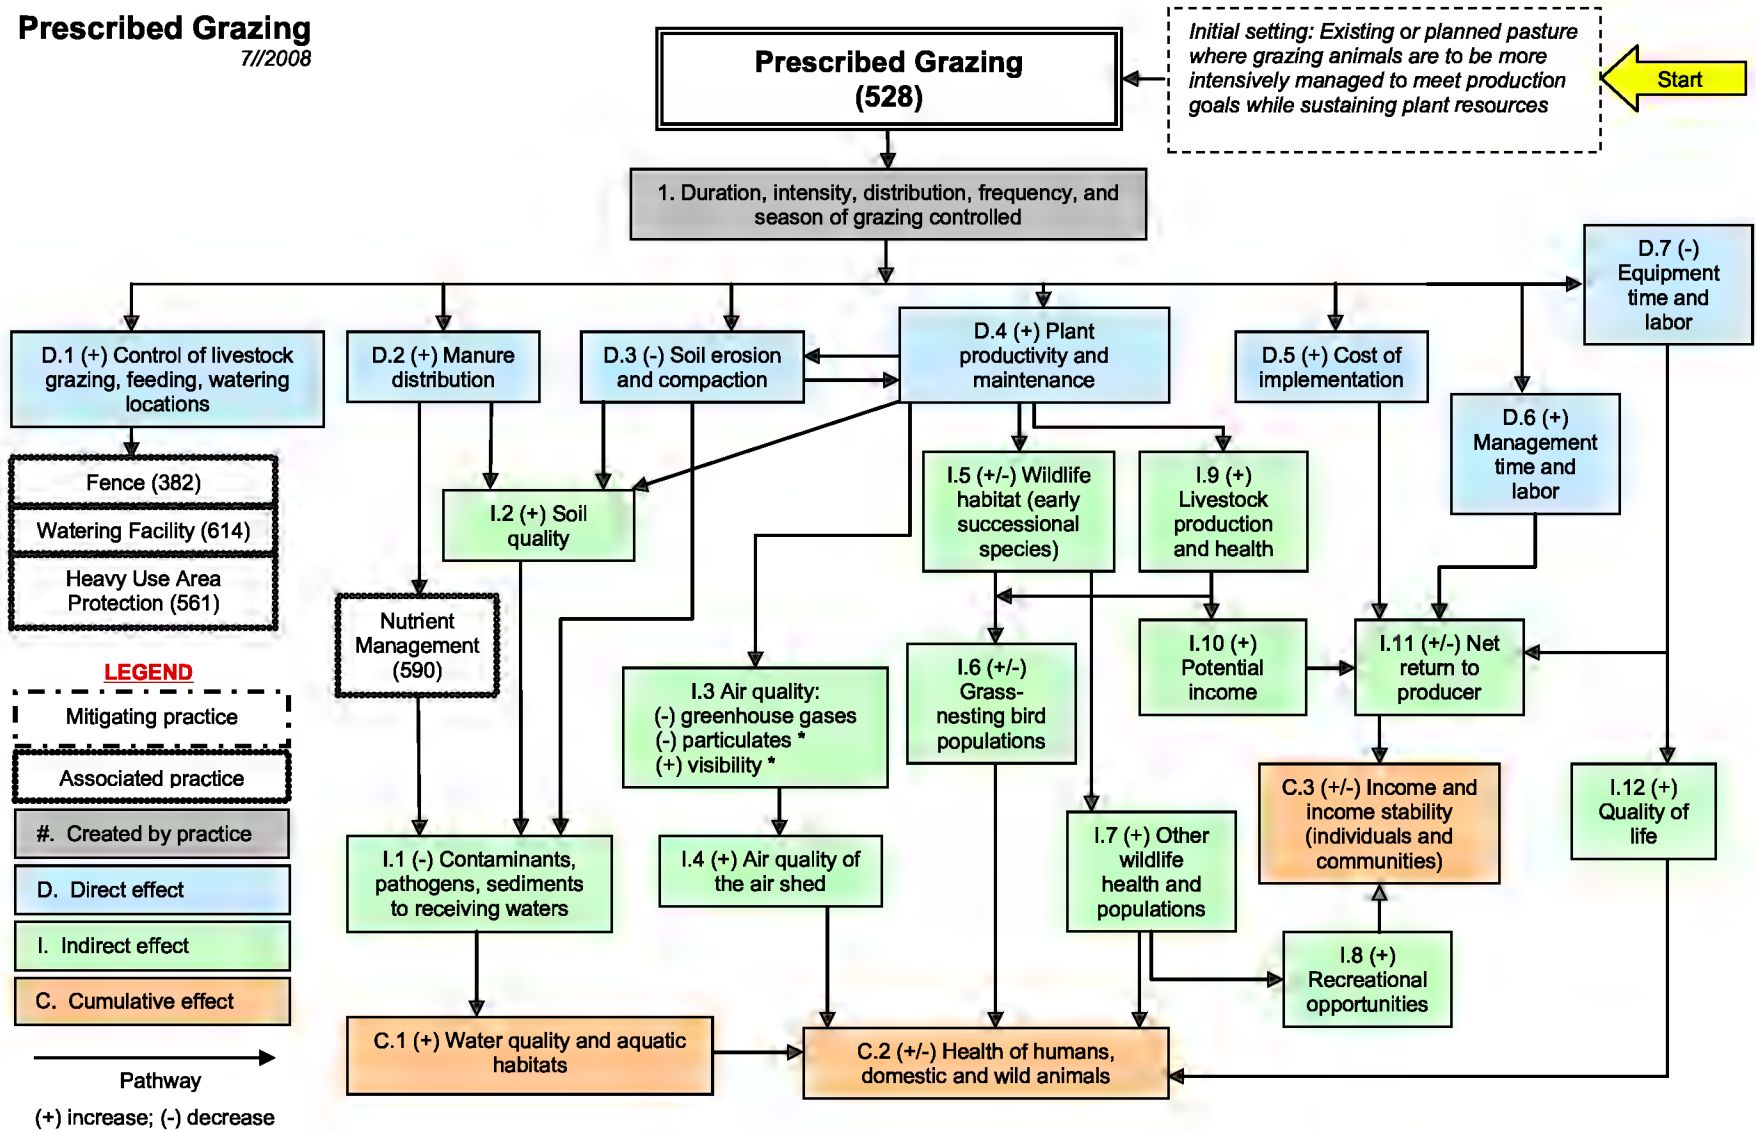 Prescribed Grazing
7//2008
Prescribed Grazing
(528)
Initial setting: Existing or planned pasture
where grazing animals are to be more
intensively managed to meet production
goals while sustaining plant resources
Start
1. Duration, intensity, distribution, frequency, and
season of grazing controlled
D.7 (-)
Equipment
time and
labor
D.1 (+) Control of livestock
grazing, feeding, watering
locations
D.2 (+) Manure
distribution
D.3 (-) Soil erosion
and compaction
D.4 (+) Plant
productivity and
maintenance
D.5 (+) Cost of
implementation
D.6 (+)
Management
time and
labor
Fence (382)
Watering Facility (614)
Heavy Use Area
Protection (561)
I.2 (+) Soil
quality
I.5 (+/-) Wildlife
habitat (early
successional
species)
I.9 (+)
Livestock
production
and health
Nutrient
Management
(590)
I.3 Air quality:
(-) greenhouse gases
(-) particulates *
(+) visibility *
I.6 (+/-)
Grass-
nesting bird
populations
I.10 (+)
Potential
income
I.11 (+/-) Net
return to
producer
LEGEND
Mitigating practice
Associated practice
#. Created by practice
D. Direct effect
I. Indirect effect
C. Cumulative effect
Pathway
(+) increase; (-) decrease
I.1 (-) Contaminants,
pathogens, sediments
to receiving waters
I.4 (+) Air quality of
the air shed
I.7 (+) Other
wildlife
health and
populations
C.3 (+/-) Income and
income stability
(individuals and
communities)
I.12 (+)
Quality of
life
I.8 (+)
Recreational
opportunities
C.1 (+) Water quality and aquatic
habitats
C.2 (+/-) Health of humans,
domestic and wild animals